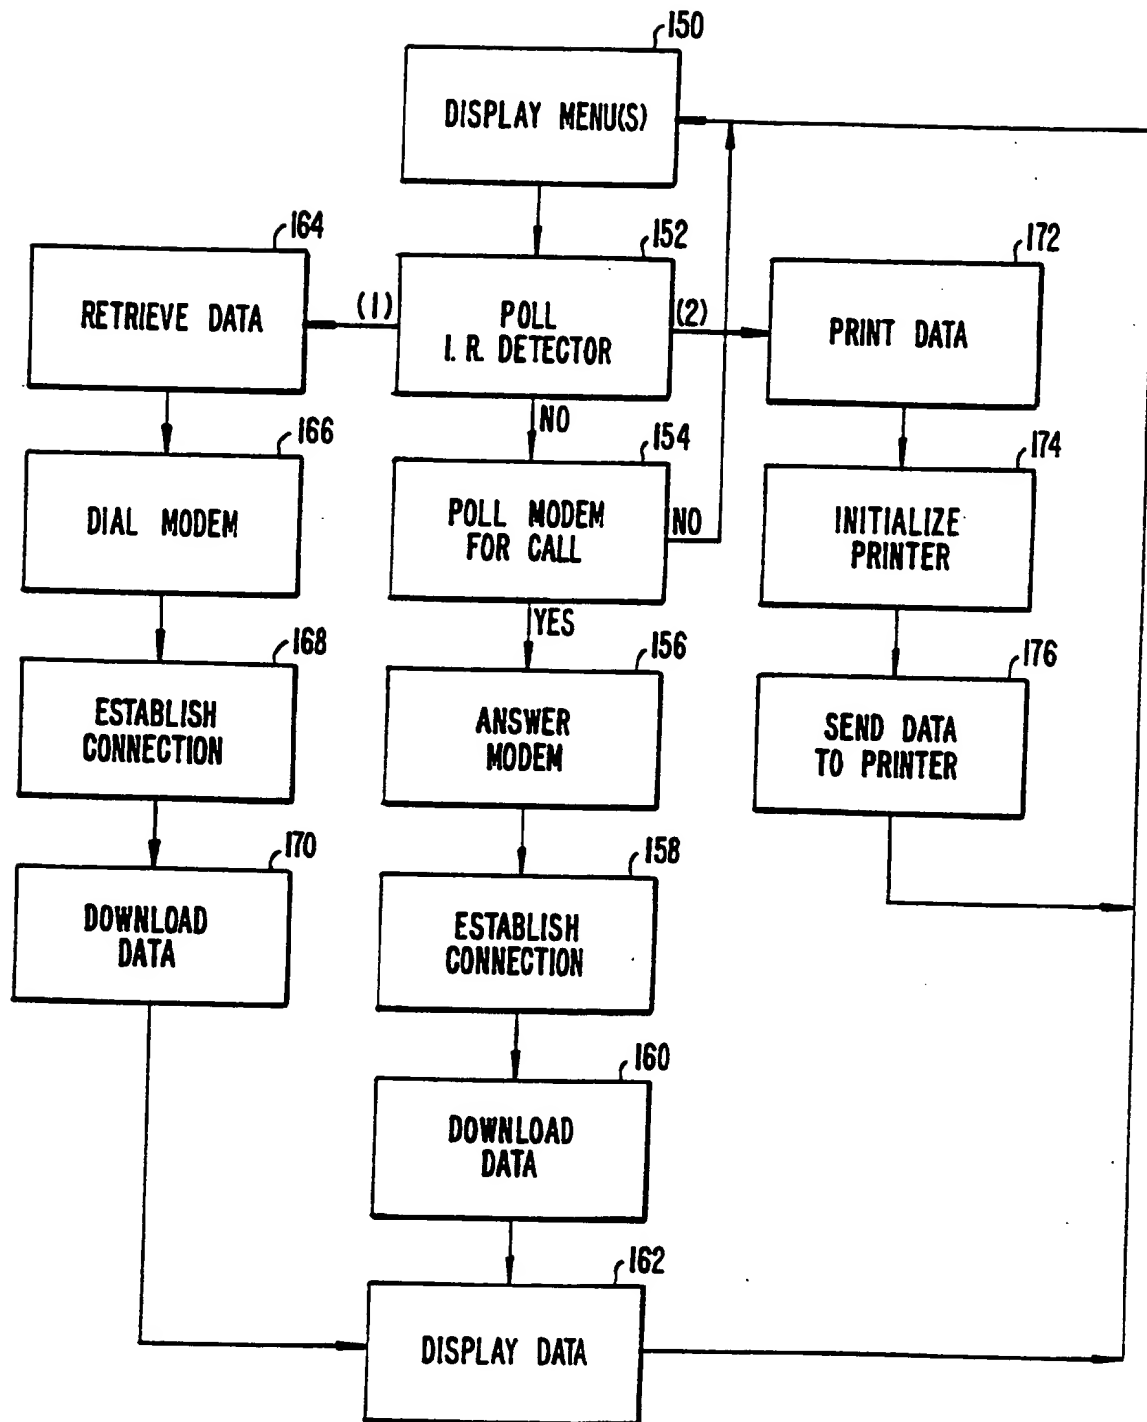 150
DISPLAY MENU(S)
164
RETRIEVE DATA
(1)
152
POLL
I. R. DETECTOR
(2)
172
PRINT DATA
NO
166
DIAL MODEM
154
POLL MODEM
FOR CALL
NO
174
INITIALIZE
PRINTER
YES
168
ESTABLISH
CONNECTION
156
ANSWER
MODEM
176
SEND DATA
TO PRINTER
170
DOWNLOAD
DATA
158
ESTABLISH
CONNECTION
160
DOWNLOAD
DATA
162
DISPLAY DATA